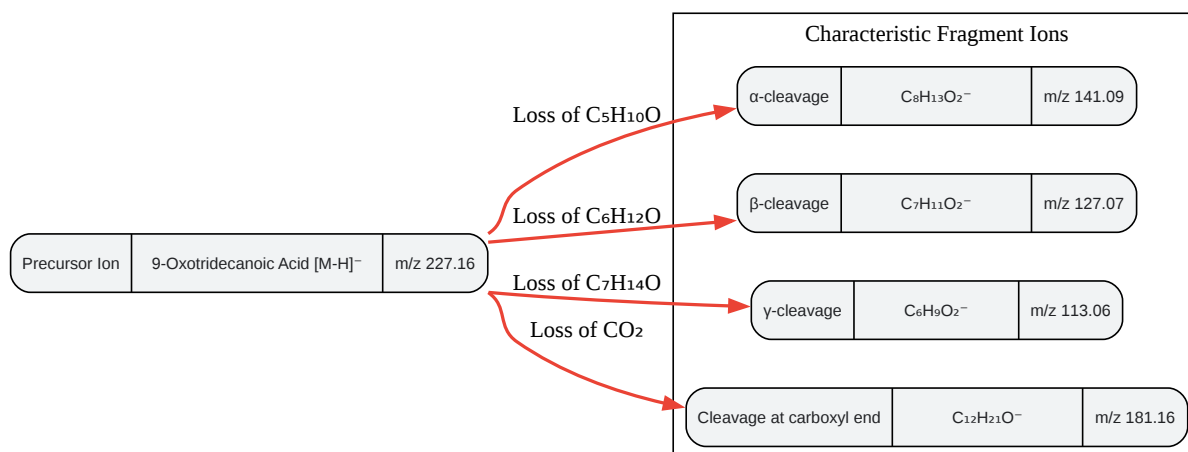 Characteristic Fragment Ions
α-cleavage C₈H₁₃O₂⁻ m/z 141.09
Loss of C₅H₁₀O
β-cleavage C₇H₁₁O₂⁻ m/z 127.07
Loss of C₆H₁₂O
Precursor Ion 9-Oxotridecanoic Acid [M-H]⁻ m/z 227.16
Loss of C₇H₁₄O
γ-cleavage C₆H₉O₂⁻ m/z 113.06
Loss of CO₂
Cleavage at carboxyl end C₁₂H₂₁O⁻ m/z 181.16